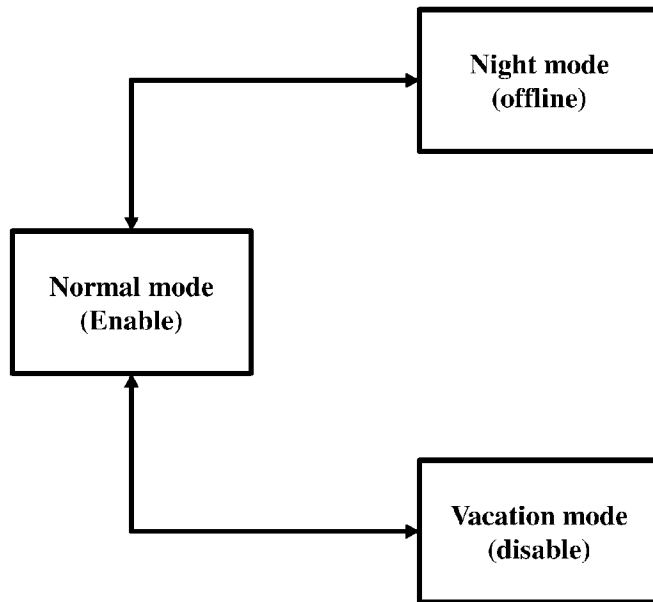 Night mode
(offline)
Normal mode
(Enable)
Vacation mode
(disable)